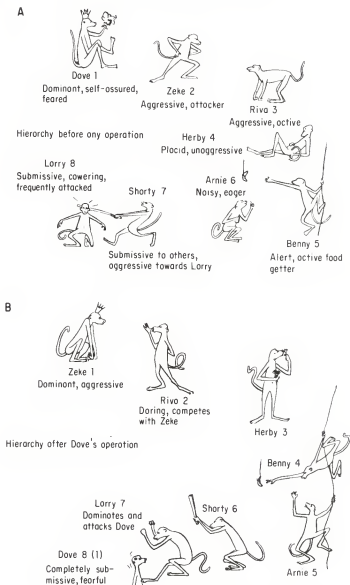 A
Dave 1
Dominant, self-assured,
feared
Zeke 2
Aggressive, attacker
Riva 3
Aggressive, active
Hierarchy before any operation
Herby 4
Placid, unaggressive
Lorry 8
Submissive, cowering,
frequently attacked
Shorty 7
Submissive to others,
aggressive towards Lorry
Arnie 6
Noisy, eager
Benny 5
Alert, active food
getter
B
Zeke 1
Dominant, aggressive
Riva 2
Daring, competes
with Zeke
Herby 3
Hierarchy after Dave's operation
Benny 4
Lorry 7
Dominates and
attacks Dave
Shorty 6
Arnie 5
Dave 8 (1)
Completely sub-
missive, fearful